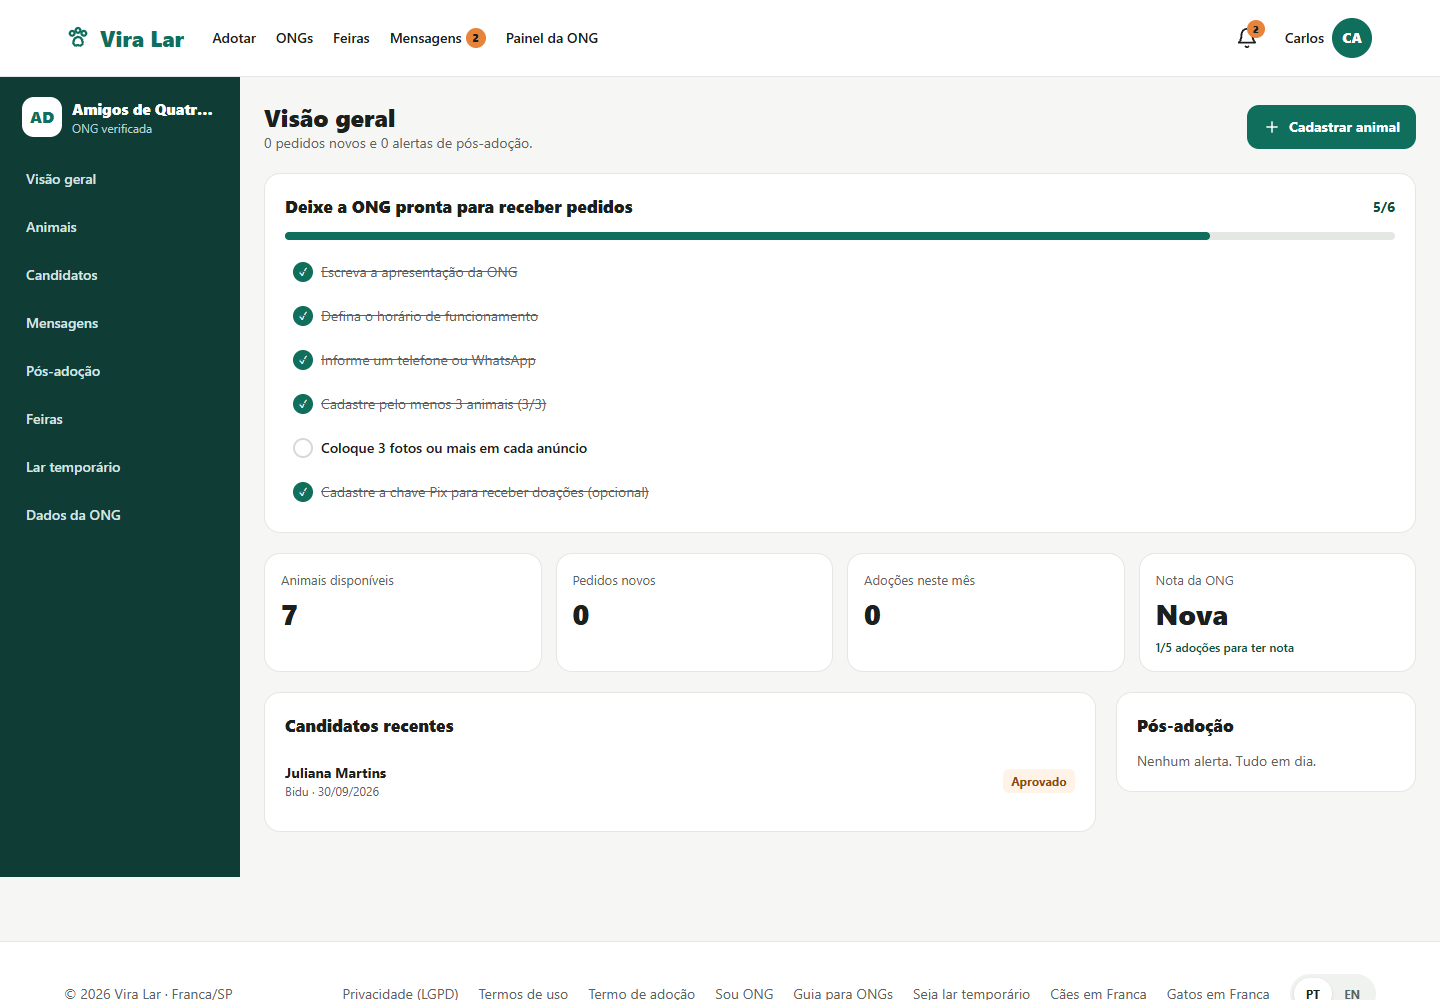 Vira Lar
Adotar
ONGs
Feiras
Mensagens 2
Painel da ONG
2
Carlos
CA
AD
Amigos de Quatr...
ONG verificada
Visão geral
Animais
Candidatos
Mensagens
Pós-adoção
Feiras
Lar temporário
Dados da ONG
Visão geral
0 pedidos novos e 0 alertas de pós-adoção.
+ Cadastrar animal
Deixe a ONG pronta para receber pedidos
5/6
Escreva a apresentação da ONG
Defina o horário de funcionamento
Informe um telefone ou WhatsApp
Cadastre pelo menos 3 animais (3/3)
Coloque 3 fotos ou mais em cada anúncio
Cadastre a chave Pix para receber doações (opcional)
Animais disponíveis
7
Pedidos novos
0
Adoções neste mês
0
Nota da ONG
Nova
1/5 adoções para ter nota
Candidatos recentes
Juliana Martins
Bidu · 30/09/2026
Aprovado
Pós-adoção
Nenhum alerta. Tudo em dia.
© 2026 Vira Lar · Franca/SP
Privacidade (LGPD)
Termos de uso
Termo de adoção
Sou ONG
Guia para ONGs
Seja lar temporário
Cães em Franca
Gatos em Franca
PT
EN